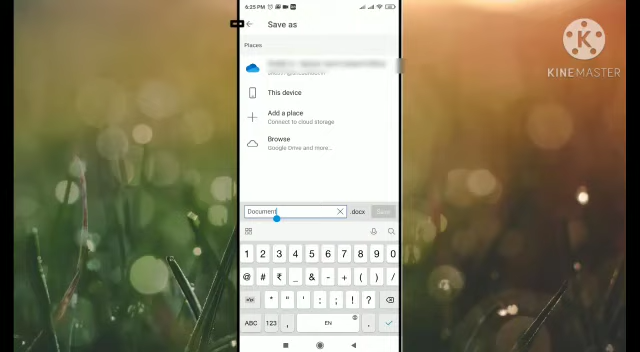 6:25 PM
Save as
Places
This device
Add a place
Connect to cloud storage
Browse
Google Drive and more...
Document .docx Save
1 2 3 4 5 6 7 8 9 0
@ # ₹ _ & - + ( ) /
* " ' : ; ! ?
ABC 123 , EN .
K
KINEMASTER